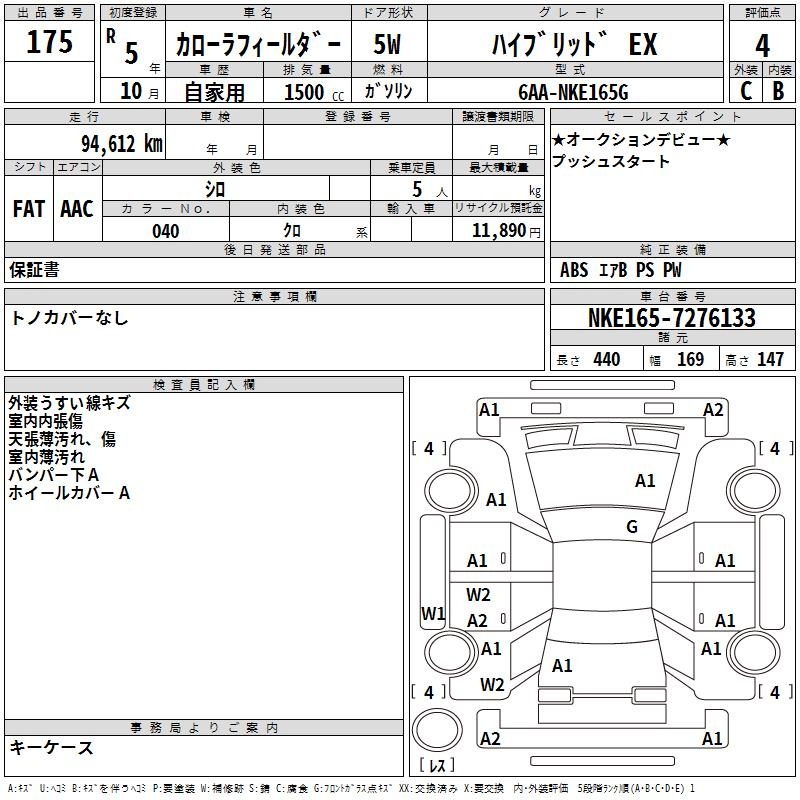 出品番号 初度登録 車名 ドア形状 グレード 評価点
175 R 5年 カローラフィールダー 5W ハイブリッド EX 4
車歴 排気量 燃料 型式 外装 内装
10月 自家用 1500 CC ガソリン 6AA-NKE165G C B
走行 車検 登録番号 譲渡書類期限 セールスポイント
94,612 km 年 月 月 日
★オークションデビュー★
プッシュスタート
シフト エアコン 外装色 乗車定員 最大積載量
FAT AAC シロ 5 人 kg
カラーNo. 内装色 輸入車 リサイクル預託金
040 クロ 系 11,890 円
後日発送部品 純正装備
保証書 ABS エアB PS PW
注意事項欄 車台番号
トノカバーなし NKE165-7276133
諸元
長さ 440 幅 169 高さ 147
検査員記入欄
外装うすい線キズ
室内内張傷
天張薄汚れ、傷
室内薄汚れ
バンパー下A
ホイールカバーA
A1 A2
[ 4 ] [ 4 ]
A1 A1
G
A1 A1
W2
W1 A2 A1
A1 A1
A1
W2
[ 4 ] [ 4 ]
A2 A1
[ レス ]
事務局よりご案内
キーケース
A:キズ U:ヘコミ B:キズを伴うヘコミ P:要塗装 W:補修跡 S:錆 C:腐食 G:フロントガラス点キズ XX:交換済み X:要交換 内・外装評価 5段階ランク順(A・B・C・D・E) 1